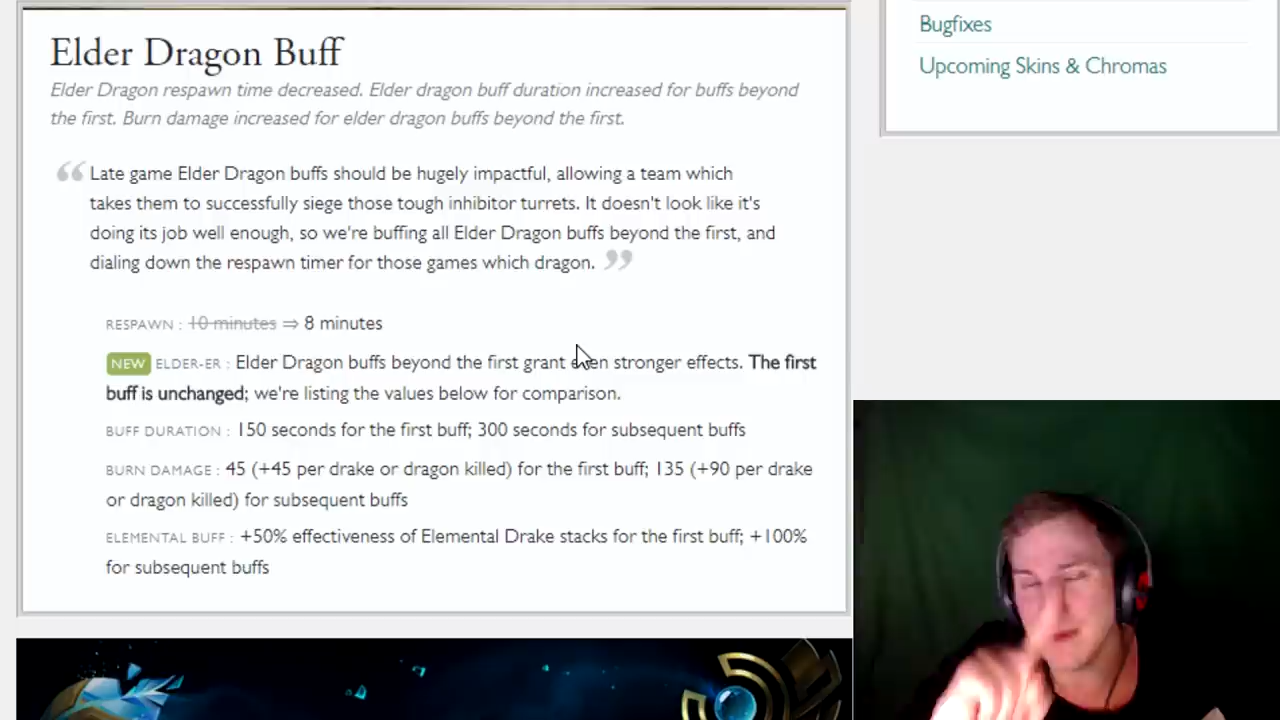 Elder Dragon Buff
Elder Dragon respawn time decreased. Elder dragon buff duration increased for buffs beyond
the first. Burn damage increased for elder dragon buffs beyond the first.
“ Late game Elder Dragon buffs should be hugely impactful, allowing a team which
takes them to successfully siege those tough inhibitor turrets. It doesn't look like it's
doing its job well enough, so we're buffing all Elder Dragon buffs beyond the first, and
dialing down the respawn timer for those games which dragon. ”
RESPAWN : 10 minutes ⇒ 8 minutes
NEW ELDER-ER : Elder Dragon buffs beyond the first grant even stronger effects. The first
buff is unchanged; we're listing the values below for comparison.
BUFF DURATION : 150 seconds for the first buff; 300 seconds for subsequent buffs
BURN DAMAGE : 45 (+45 per drake or dragon killed) for the first buff; 135 (+90 per drake
or dragon killed) for subsequent buffs
ELEMENTAL BUFF : +50% effectiveness of Elemental Drake stacks for the first buff; +100%
for subsequent buffs
Bugfixes
Upcoming Skins & Chromas